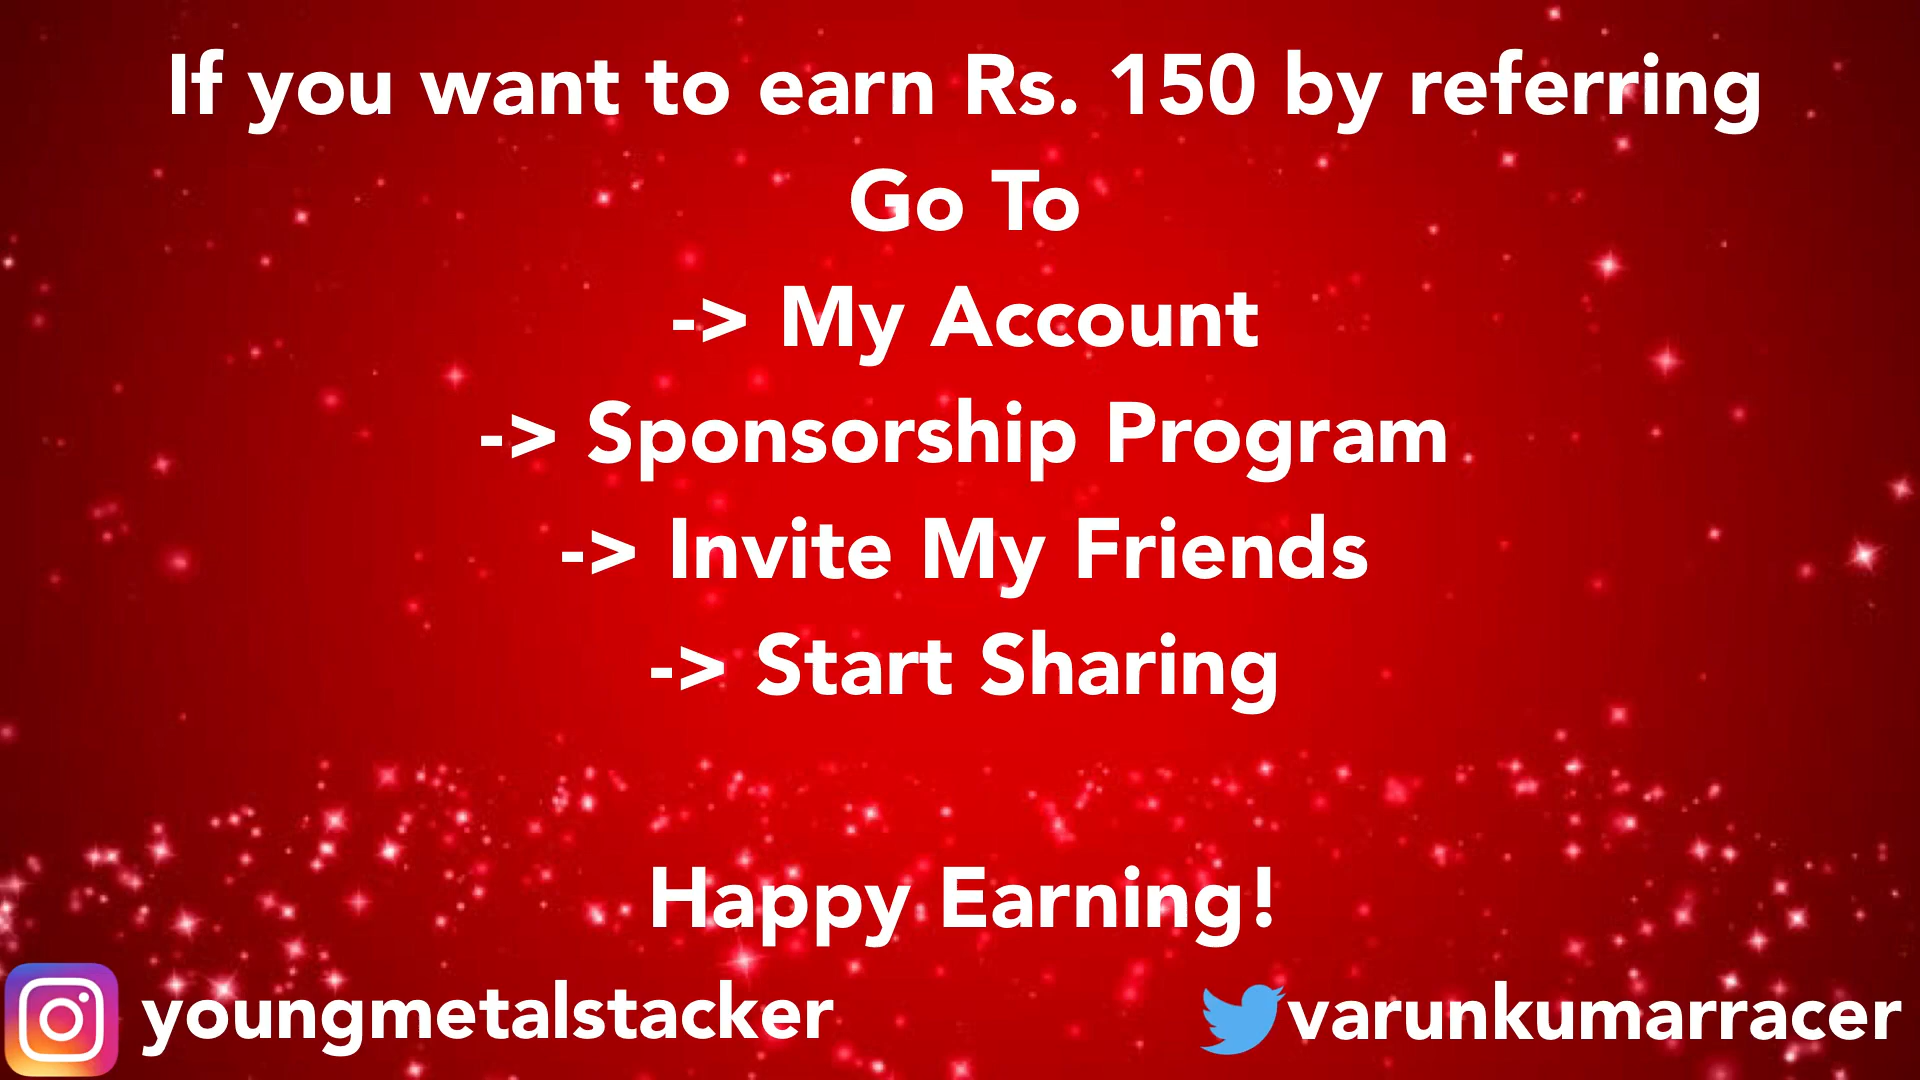 If you want to earn Rs. 150 by referring
Go To
-> My Account
-> Sponsorship Program
-> Invite My Friends
-> Start Sharing
Happy Earning!
youngmetalstacker
varunkumarracer